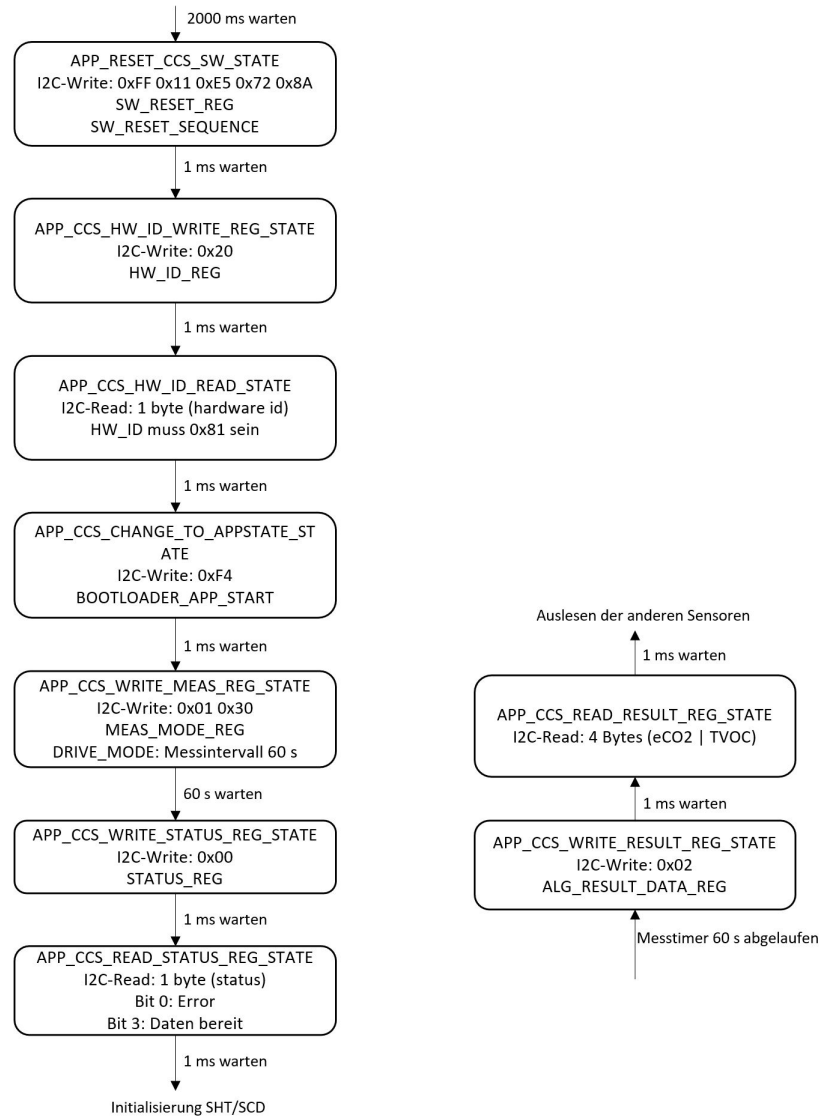 2000 ms warten
APP_RESET_CCS_SW_STATE
I2C-Write: 0xFF 0x11 0xE5 0x72 0x8A
SW_RESET_REG
SW_RESET_SEQUENCE
1 ms warten
APP_CCS_HW_ID_WRITE_REG_STATE
I2C-Write: 0x20
HW_ID_REG
1 ms warten
APP_CCS_HW_ID_READ_STATE
I2C-Read: 1 byte (hardware id)
HW_ID muss 0x81 sein
1 ms warten
APP_CCS_CHANGE_TO_APPSTATE_ST
ATE
I2C-Write: 0xF4
BOOTLOADER_APP_START
1 ms warten
APP_CCS_WRITE_MEAS_REG_STATE
I2C-Write: 0x01 0x30
MEAS_MODE_REG
DRIVE_MODE: Messintervall 60 s
60 s warten
APP_CCS_WRITE_STATUS_REG_STATE
I2C-Write: 0x00
STATUS_REG
1 ms warten
APP_CCS_READ_STATUS_REG_STATE
I2C-Read: 1 byte (status)
Bit 0: Error
Bit 3: Daten bereit
1 ms warten
Initialisierung SHT/SCD
Auslesen der anderen Sensoren
1 ms warten
APP_CCS_READ_RESULT_REG_STATE
I2C-Read: 4 Bytes (eCO2 | TVOC)
1 ms warten
APP_CCS_WRITE_RESULT_REG_STATE
I2C-Write: 0x02
ALG_RESULT_DATA_REG
Messtimer 60 s abgelaufen